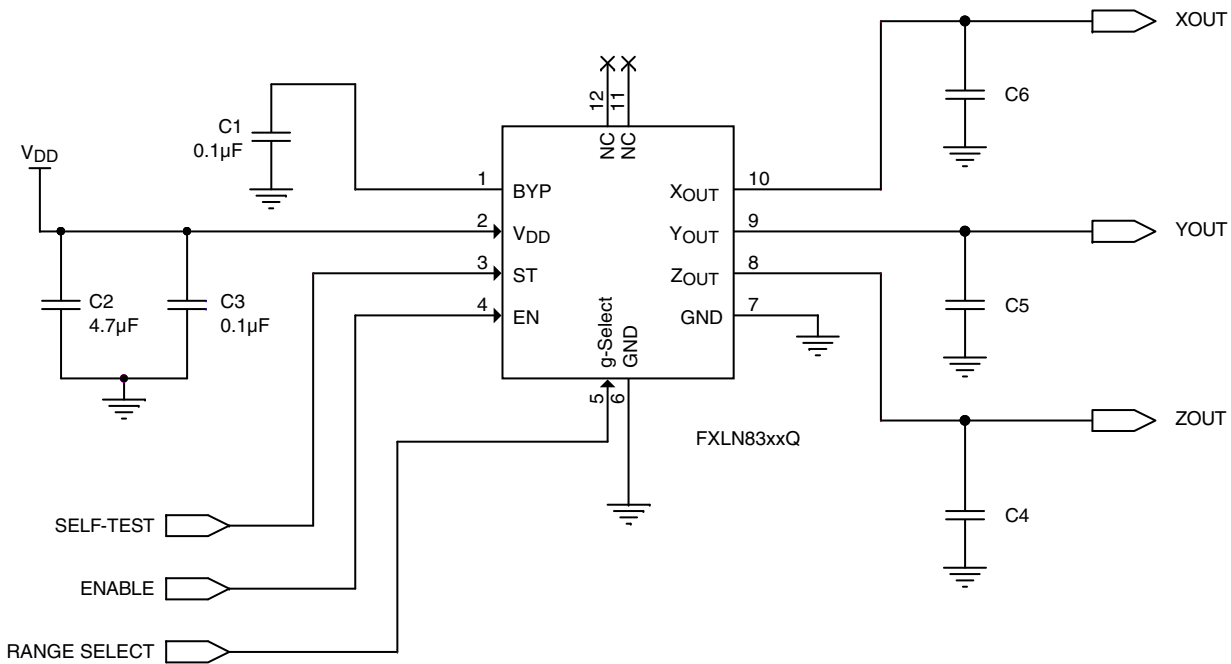 XOUT
C6
12
11
NC
NC
C1
0.1µF
VDD
1
BYP
XOUT
10
2
VDD
YOUT
9
YOUT
3
ST
ZOUT
8
C2
4.7µF
C3
0.1µF
4
EN
GND
7
C5
g-Select
GND
5
6
FXLN83xxQ
ZOUT
SELF-TEST
C4
ENABLE
RANGE SELECT